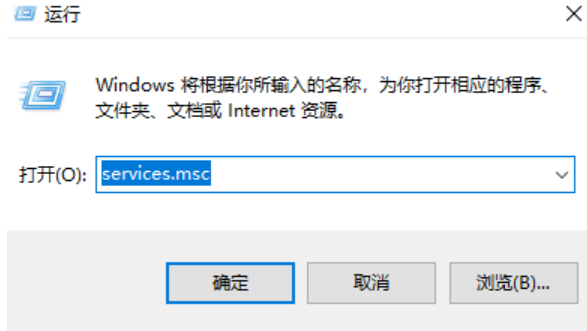 运行
Windows 将根据你所输入的名称，为你打开相应的程序、
文件夹、文档或 Internet 资源。
打开(O): services.msc
确定 取消 浏览(B)...